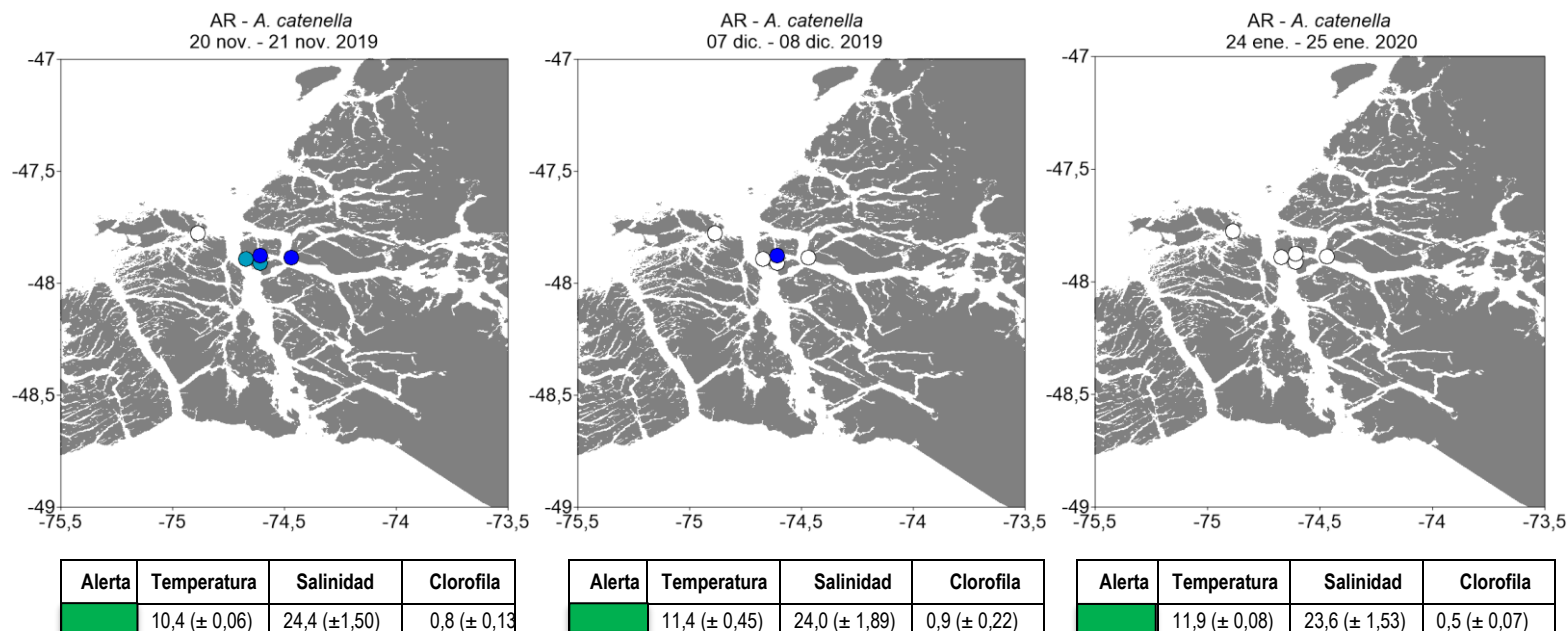 AR - A. catenella
20 nov. - 21 nov. 2019
-47
-47,5
-48
-48,5
-49
-75,5 -75 -74,5 -74 -73,5
Alerta Temperatura Salinidad Clorofila
10,4 (± 0,06) 24,4 (±1,50) 0,8 (± 0,13
AR - A. catenella
07 dic. - 08 dic. 2019
-47
-47,5
-48
-48,5
-49
-75,5 -75 -74,5 -74 -73,5
Alerta Temperatura Salinidad Clorofila
11,4 (± 0,45) 24,0 (± 1,89) 0,9 (± 0,22)
AR - A. catenella
24 ene. - 25 ene. 2020
-47
-47,5
-48
-48,5
-49
-75,5 -75 -74,5 -74 -73,5
Alerta Temperatura Salinidad Clorofila
11,9 (± 0,08) 23,6 (± 1,53) 0,5 (± 0,07)